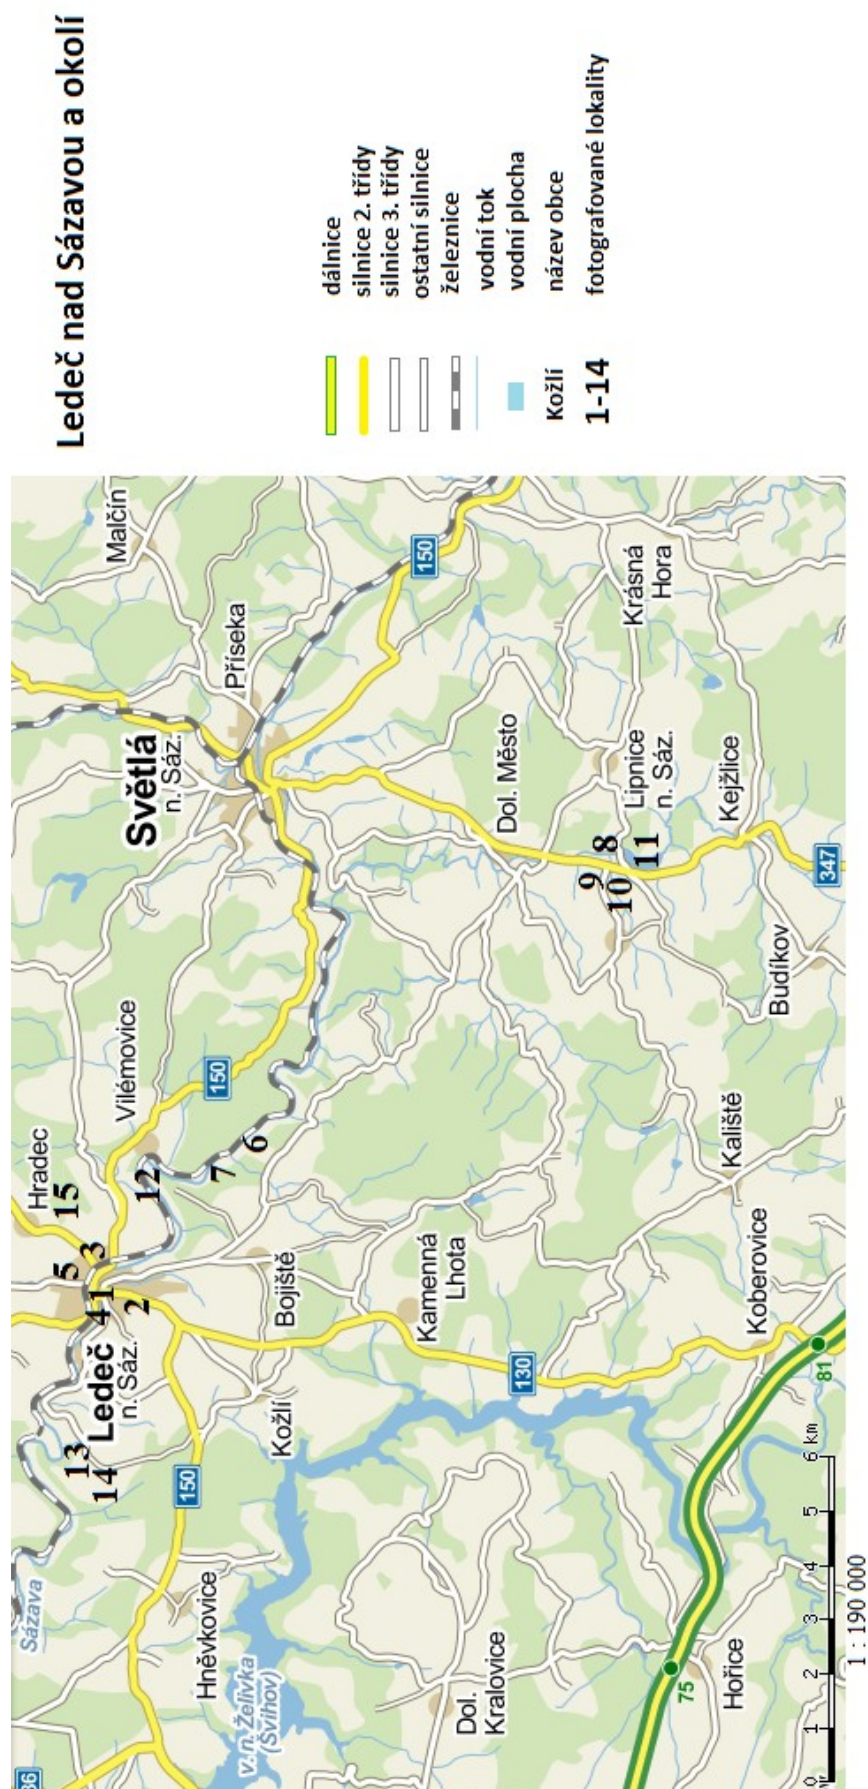 Ledeč nad Sázavou a okolí
dálnice
silnice 2. třídy
silnice 3. třídy
ostatní silnice
železnice
vodní tok
vodní plocha
Kožlí název obce
1-14 fotografované lokality
Malčín
Příseka
Světlá
n. Sáz.
150
Krásná
Hora
Dol. Město
Lipnice
n. Sáz.
Kejžlice
8
9
10
11
347
Budíkov
Vilémovice
150
Hradec
15
12
7
6
5
3
1
4
2
Ledeč
n. Sáz.
13
14
Bojiště
Kamenná
Lhota
Kaliště
Koberovice
Kožlí
130
150
81
Sázava
Hněvkovice
v. n. Želivka
(Švihov)
Dol.
Kralovice
75
Hořice
36
0 1 2 3 4 5 6 km
1 : 190 000